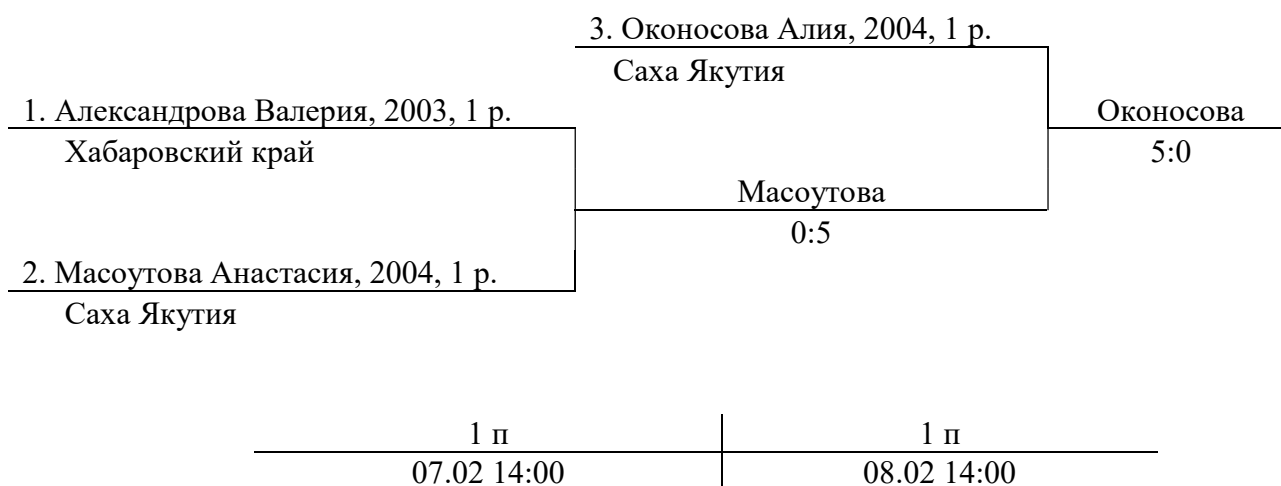 3. Оконосова Алия, 2004, 1 р.
Саха Якутия
1. Александрова Валерия, 2003, 1 р.
Хабаровский край
Оконосова
5:0
Масоутова
0:5
2. Масоутова Анастасия, 2004, 1 р.
Саха Якутия
1 п
1 п
07.02 14:00
08.02 14:00